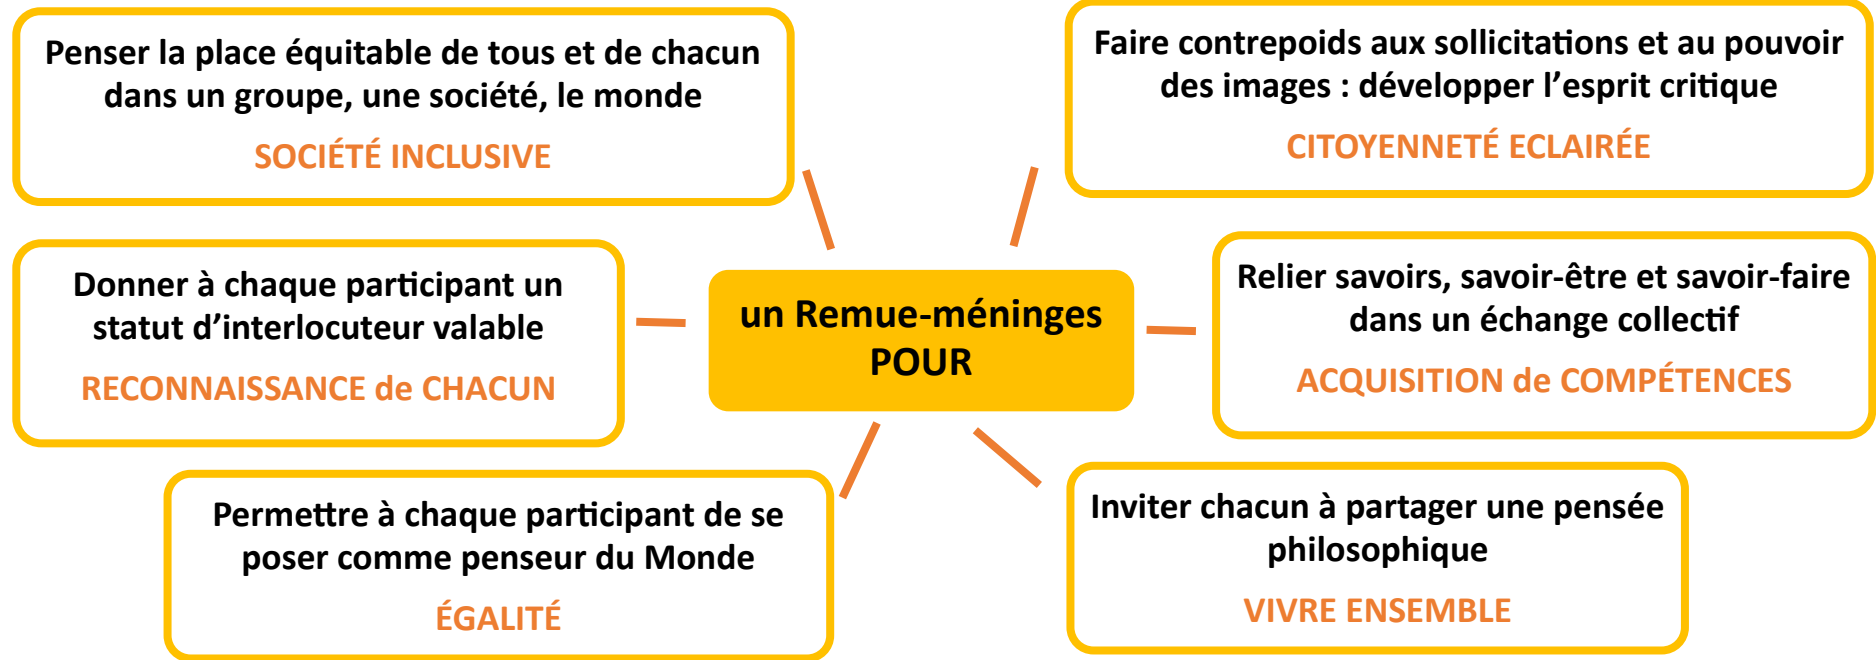 Penser la place équitable de tous et de chacun
dans un groupe, une société, le monde
SOCIÉTÉ INCLUSIVE
Faire contrepoids aux sollicitations et au pouvoir
des images : développer l’esprit critique
CITOYENNETÉ ECLAIRÉE
Donner à chaque participant un
statut d’interlocuteur valable
RECONNAISSANCE de CHACUN
un Remue-méninges
POUR
Relier savoirs, savoir-être et savoir-faire
dans un échange collectif
ACQUISITION de COMPÉTENCES
Permettre à chaque participant de se
poser comme penseur du Monde
ÉGALITÉ
Inviter chacun à partager une pensée
philosophique
VIVRE ENSEMBLE